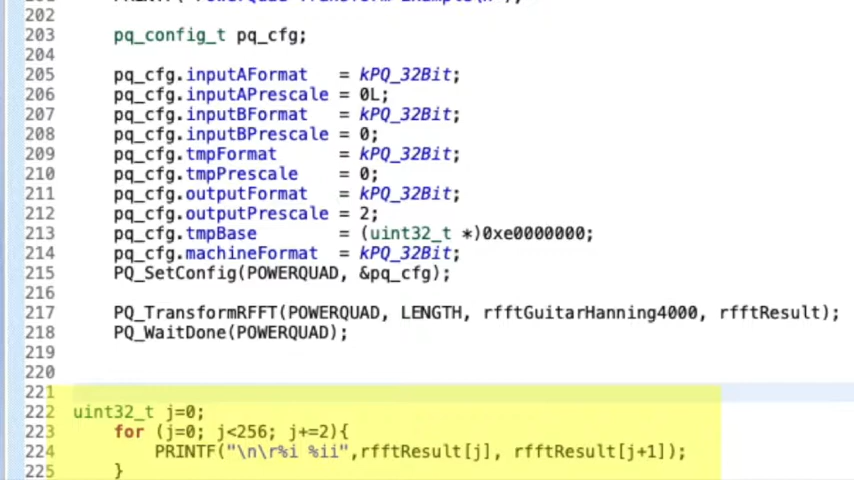 202
203 pq_config_t pq_cfg;
204
205 pq_cfg.inputAFormat = kPQ_32Bit;
206 pq_cfg.inputAPrescale = 0L;
207 pq_cfg.inputBFormat = kPQ_32Bit;
208 pq_cfg.inputBPrescale = 0;
209 pq_cfg.tmpFormat = kPQ_32Bit;
210 pq_cfg.tmpPrescale = 0;
211 pq_cfg.outputFormat = kPQ_32Bit;
212 pq_cfg.outputPrescale = 2;
213 pq_cfg.tmpBase = (uint32_t *)0xe0000000;
214 pq_cfg.machineFormat = kPQ_32Bit;
215 PQ_SetConfig(POWERQUAD, &pq_cfg);
216
217 PQ_TransformRFFT(POWERQUAD, LENGTH, rfftGuitarHanning4000, rfftResult);
218 PQ_WaitDone(POWERQUAD);
219
220
221
222 uint32_t j=0;
223 for (j=0; j<256; j+=2){
224 PRINTF("\n\r%i %ii",rfftResult[j], rfftResult[j+1]);
225 }